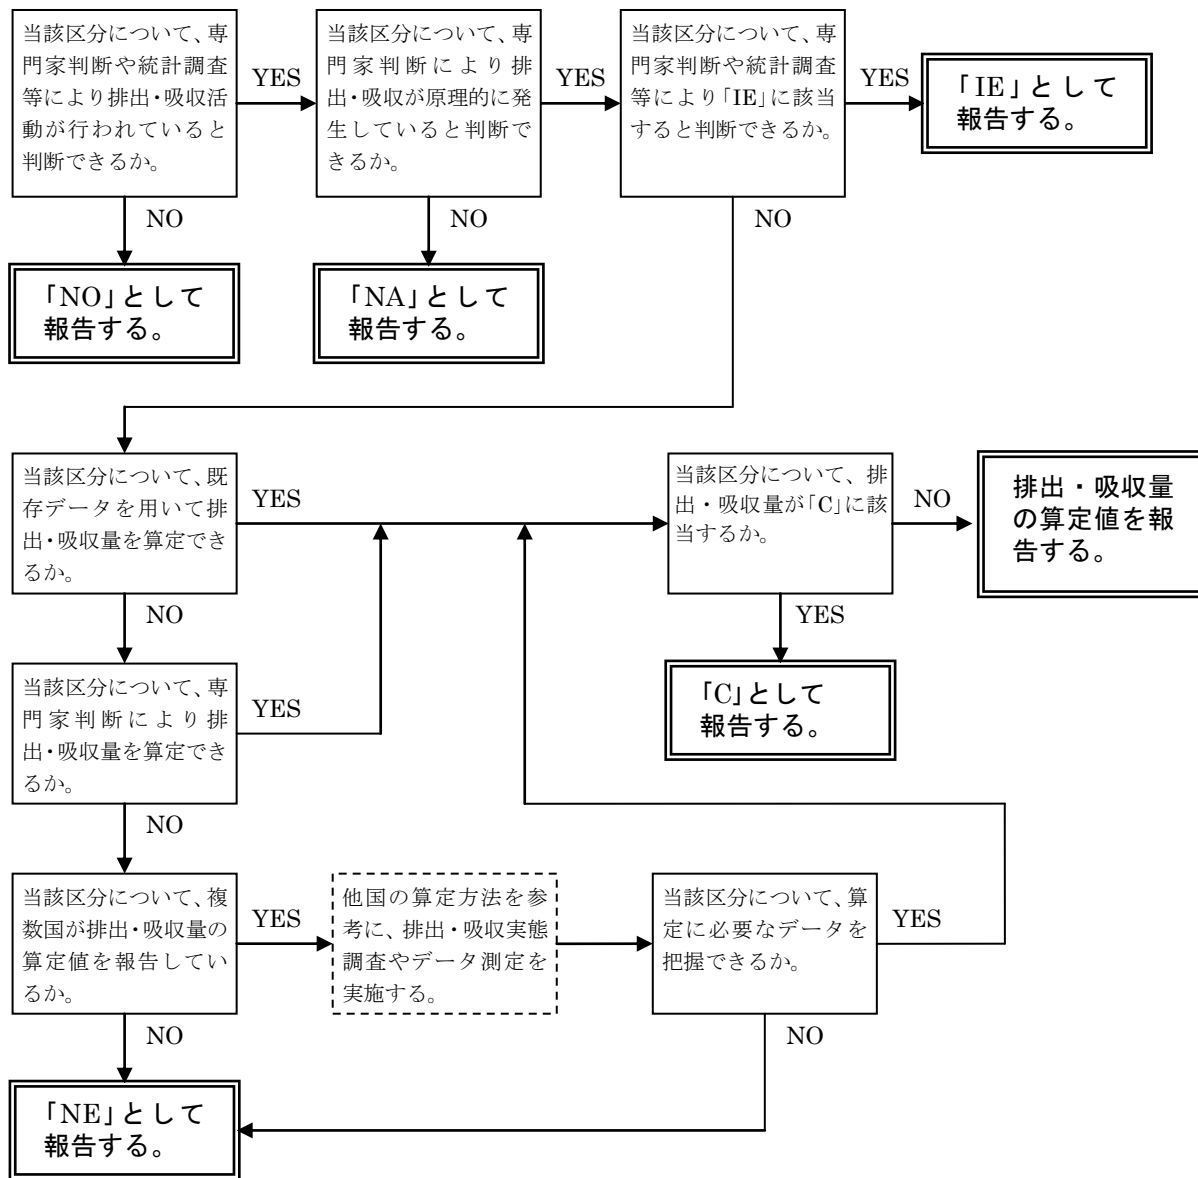 当該区分について、専
門家判断や統計調査
等により排出・吸収活
動が行われていると
判断できるか。
YES
当該区分について、専
門家判断により排
出・吸収が原理的に発
生していると判断で
きるか。
YES
当該区分について、専
門家判断や統計調査
等により「IE」に該当
すると判断できるか。
YES
「IE」として
報告する。
NO
NO
NO
「NO」として
報告する。
「NA」として
報告する。
当該区分について、既
存データを用いて排
出・吸収量を算定でき
るか。
YES
当該区分について、排
出・吸収量が「C」に該
当するか。
NO
排出・吸収量
の算定値を報
告する。
NO
YES
当該区分について、専
門家判断により排
出・吸収量を算定でき
るか。
YES
「C」として
報告する。
NO
当該区分について、複
数国が排出・吸収量の
算定値を報告してい
るか。
YES
他国の算定方法を参
考に、排出・吸収実態
調査やデータ測定を
実施する。
当該区分について、算
定に必要なデータを
把握できるか。
YES
NO
NO
「NE」として
報告する。